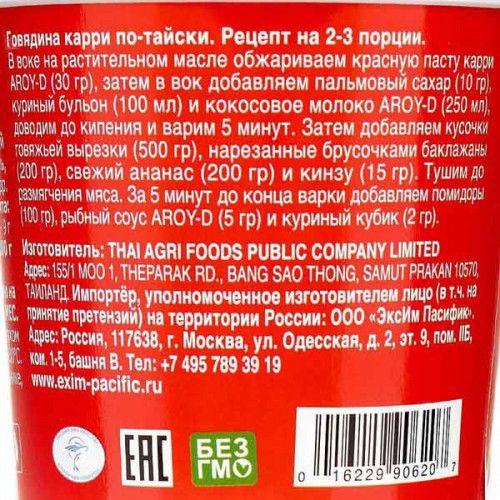 Говядина карри по-тайски. Рецепт на 2-3 порции.
В воке на растительном масле обжариваем красную пасту карри
AROY-D (30 гр), затем в вок добавляем пальмовый сахар (10 гр),
куриный бульон (100 мл) и кокосовое молоко AROY-D (250 мл),
доводим до кипения и варим 5 минут. Затем добавляем кусочки
говяжьей вырезки (500 гр), нарезанные брусочками баклажаны
(200 гр), свежий ананас (200 гр) и кинзу (15 гр). Тушим до
размягчения мяса. За 5 минут до конца варки добавляем помидоры
(100 гр), рыбный соус AROY-D (5 гр) и куриный кубик (2 гр).
Изготовитель: THAI AGRI FOODS PUBLIC COMPANY LIMITED
Адрес: 155/1 MOO 1, THEPARAK RD., BANG SAO THONG, SAMUT PRAKAN 10570,
ТАИЛАНД. Импортёр, уполномоченное изготовителем лицо (в т.ч. на
принятие претензий) на территории России: ООО «ЭксИм Пасифик».
Адрес: Россия, 117638, г. Москва, ул. Одесская, д. 2, эт. 9, пом. IIБ,
ком. 1-5, башня В. Тел.: +7 495 789 39 19
www.exim-pacific.ru
EAC
БЕЗ
ГМО
0 16229 90620 7